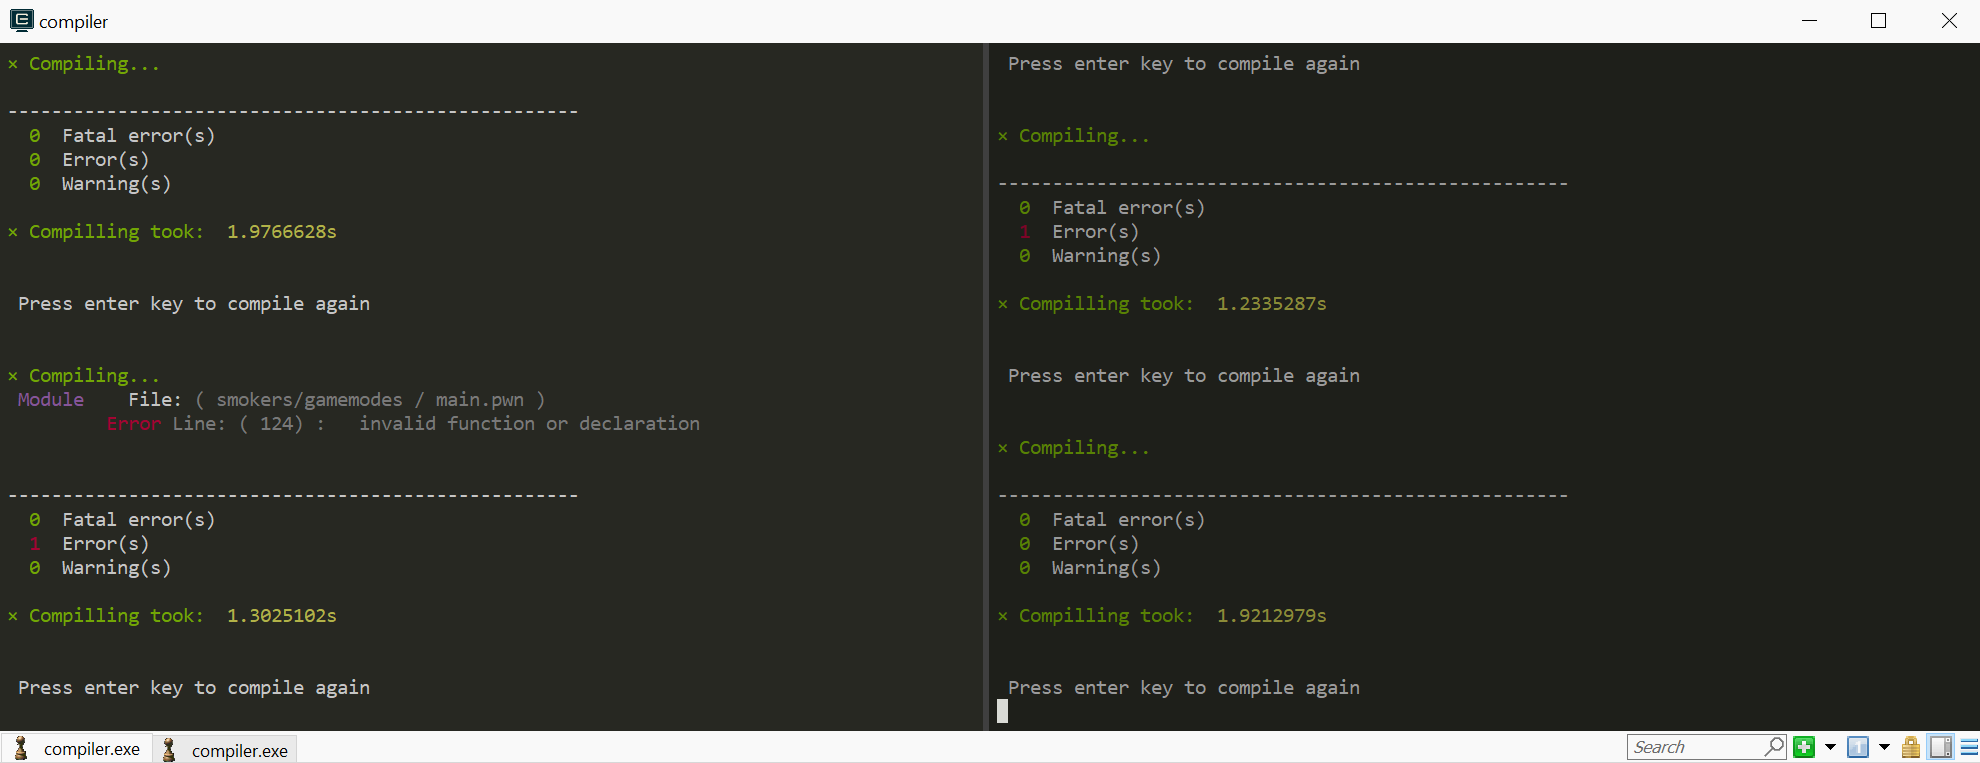 compiler
× Compiling...
----------------------------------------------------
0 Fatal error(s)
0 Error(s)
0 Warning(s)
× Compilling took: 1.9766628s
Press enter key to compile again
× Compiling...
Module File: ( smokers/gamemodes / main.pwn )
Error Line: ( 124) : invalid function or declaration
----------------------------------------------------
0 Fatal error(s)
1 Error(s)
0 Warning(s)
× Compilling took: 1.3025102s
Press enter key to compile again
Press enter key to compile again
× Compiling...
----------------------------------------------------
0 Fatal error(s)
1 Error(s)
0 Warning(s)
× Compilling took: 1.2335287s
Press enter key to compile again
× Compiling...
----------------------------------------------------
0 Fatal error(s)
0 Error(s)
0 Warning(s)
× Compilling took: 1.9212979s
Press enter key to compile again
compiler.exe
compiler.exe
Search
1